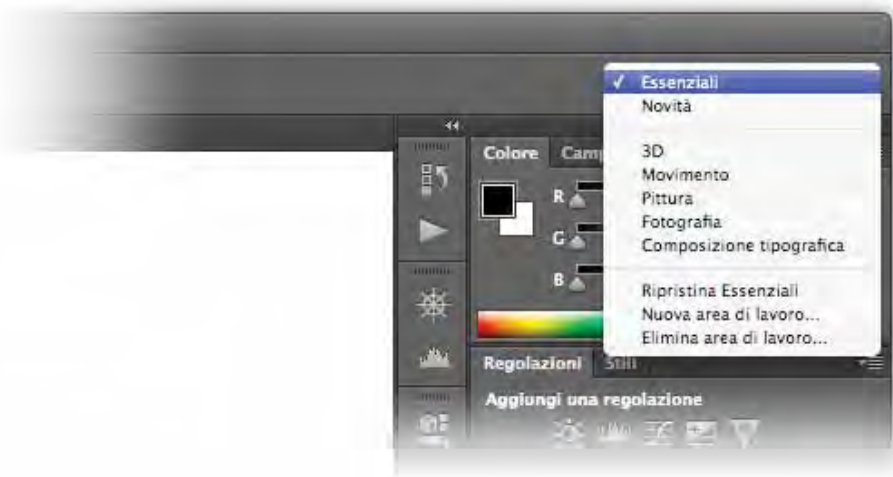 ✓ Essenziali
Novità
3D
Movimento
Pittura
Fotografia
Composizione tipografica
Ripristina Essenziali
Nuova area di lavoro...
Elimina area di lavoro...
Colore Camp
R
G
B
Regolazioni Stili
Aggiungi una regolazione